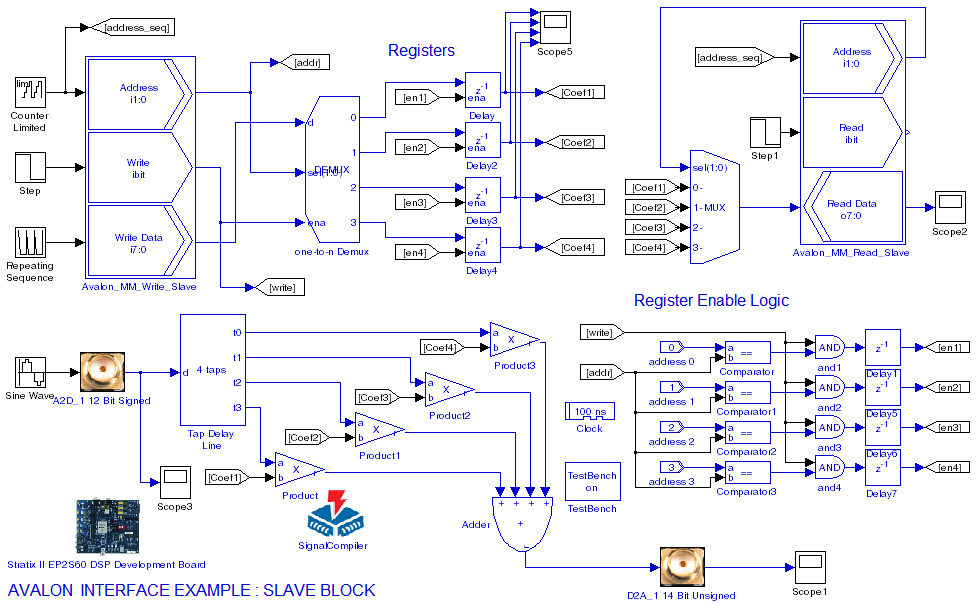 [address_seq]
Registers
Scope5
[addr]
Address
i1:0
lim
Counter
Limited
Write
ibit
Step
Write Data
i7:0
Repeating
Sequence
Avalon_MM_Write_Slave
d
DEMUX
sel(1:0)
ena
0
1
2
3
one-to-n Demux
[write]
[en1]
z-1
ena
Delay
[Coef1]
[en2]
z-1
ena
Delay2
[Coef2]
[en3]
z-1
ena
Delay3
[Coef3]
[en4]
z-1
ena
Delay4
[Coef4]
[address_seq]
Address
i1:0
Step1
Read
ibit
Read Data
o7:0
Avalon_MM_Read_Slave
Scope2
[Coef1]
[Coef2]
[Coef3]
[Coef4]
sel(1:0)
0-
1-MUX
2-
3-
Register Enable Logic
[write]
[addr]
0
address 0
a
b
==
Comparator
AND
and1
z-1
Delay1
[en1]
1
address 1
a
b
==
Comparator1
AND
and2
z-1
Delay5
[en2]
2
address 2
a
b
==
Comparator2
AND
and3
z-1
Delay6
[en3]
3
address 3
a
b
==
Comparator3
AND
and4
z-1
Delay7
[en4]
100 ns
Clock
TestBench
on
TestBench
Sine Wave
A2D_1 12 Bit Signed
d
4 taps
t0
t1
t2
t3
Tap Delay
Line
[Coef4]
a
b
X
r
Product3
[Coef3]
a
b
X
r
Product2
[Coef2]
a
b
X
r
Product1
[Coef1]
a
b
X
r
Product
Scope3
SignalCompiler
Adder
+ + + +
+
Stratix II EP2S60 DSP Development Board
D2A_1 14 Bit Unsigned
Scope1
AVALON INTERFACE EXAMPLE : SLAVE BLOCK